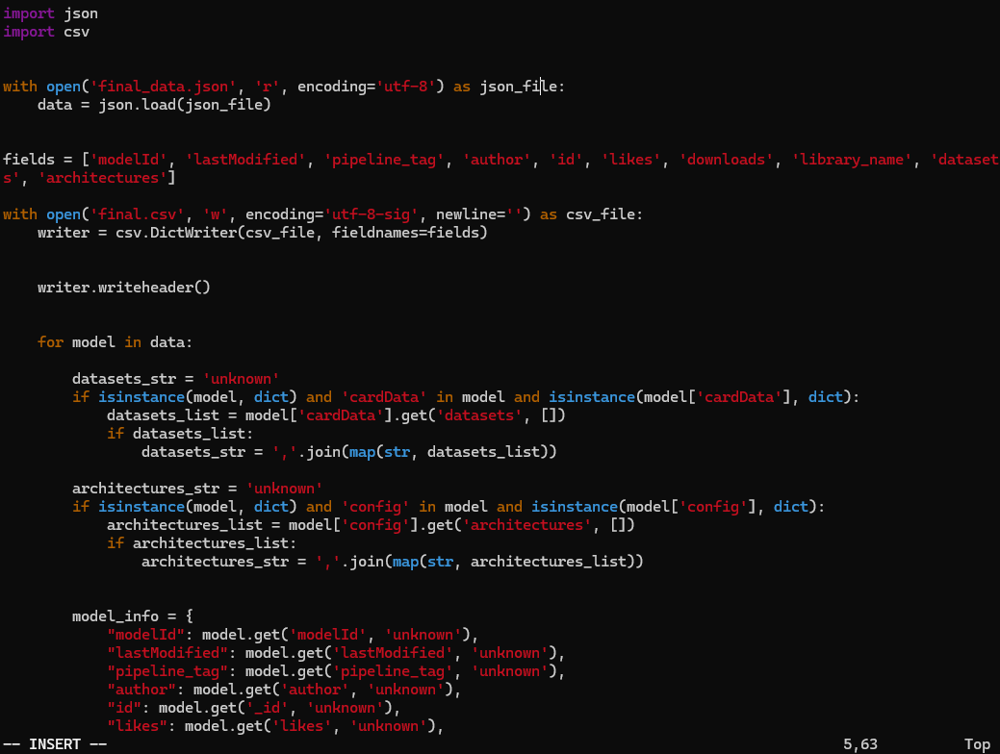 import json
import csv
with open('final_data.json', 'r', encoding='utf-8') as json_file:
    data = json.load(json_file)
fields = ['modelId', 'lastModified', 'pipeline_tag', 'author', 'id', 'likes', 'downloads', 'library_name', 'dataset
s', 'architectures']
with open('final.csv', 'w', encoding='utf-8-sig', newline='') as csv_file:
    writer = csv.DictWriter(csv_file, fieldnames=fields)
    writer.writeheader()
    for model in data:
        datasets_str = 'unknown'
        if isinstance(model, dict) and 'cardData' in model and isinstance(model['cardData'], dict):
            datasets_list = model['cardData'].get('datasets', [])
            if datasets_list:
                datasets_str = ','.join(map(str, datasets_list))
        architectures_str = 'unknown'
        if isinstance(model, dict) and 'config' in model and isinstance(model['config'], dict):
            architectures_list = model['config'].get('architectures', [])
            if architectures_list:
                architectures_str = ','.join(map(str, architectures_list))
        model_info = {
            "modelId": model.get('modelId', 'unknown'),
            "lastModified": model.get('lastModified', 'unknown'),
            "pipeline_tag": model.get('pipeline_tag', 'unknown'),
            "author": model.get('author', 'unknown'),
            "id": model.get('_id', 'unknown'),
            "likes": model.get('likes', 'unknown'),
-- INSERT -- 5,63 Top